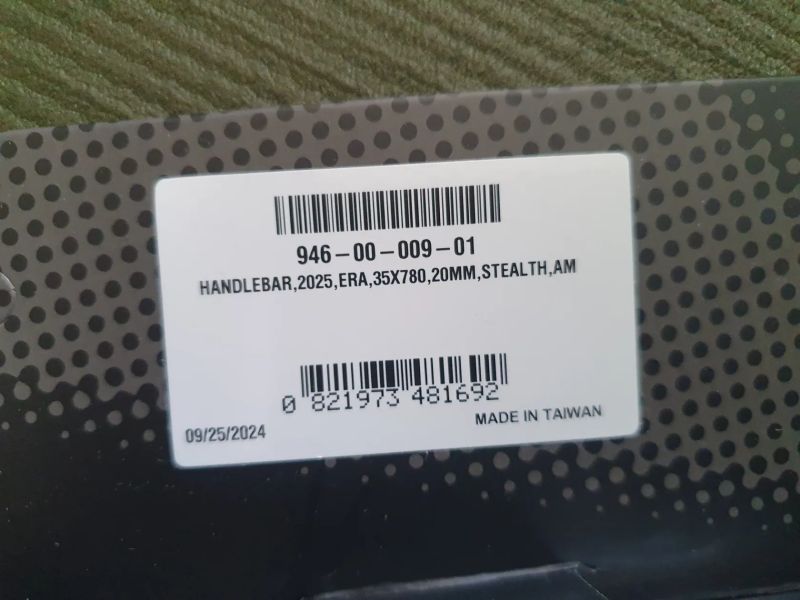 946-00-009-01
HANDLEBAR,2025,ERA,35X780,20MM,STEALTH,AM
0 821973 481692
09/25/2024
MADE IN TAIWAN